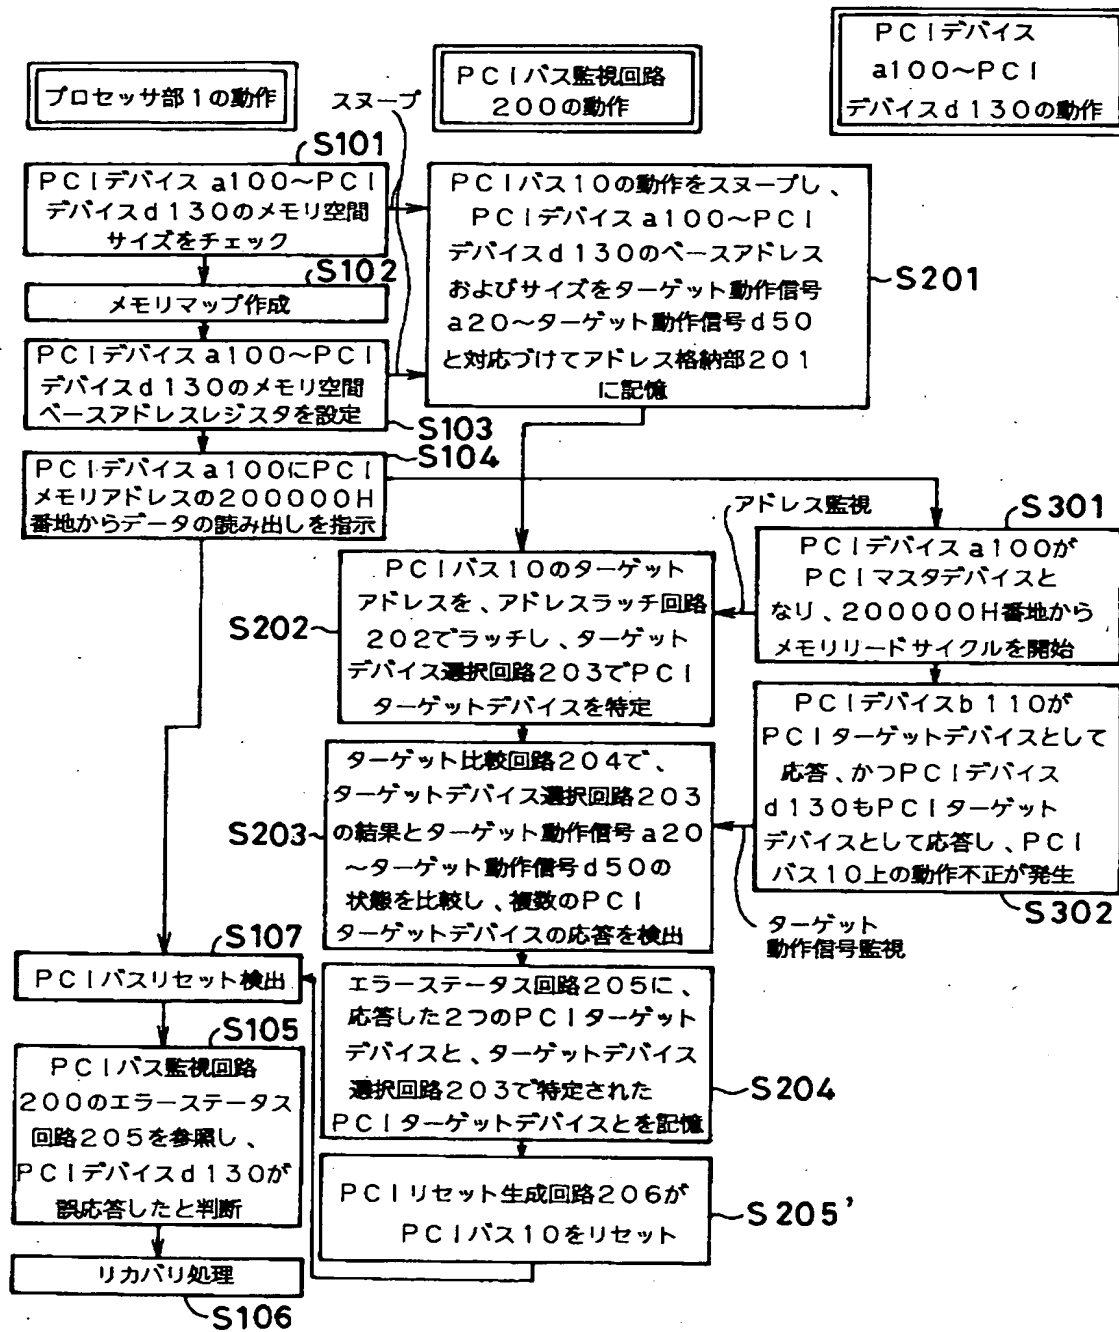 プロセッサ部1の動作
スヌープ
PCIバス監視回路
200の動作
PCIデバイス
a100～PCI
デバイスd130の動作
S101
PCIデバイスa100～PCI
デバイスd130のメモリ空間
サイズをチェック
S102
メモリマップ作成
PCIデバイスa100～PCI
デバイスd130のメモリ空間
ベースアドレスレジスタを設定
S103
S104
PCIデバイスa100にPCI
メモリアドレスの200000H
番地からデータの読み出しを指示
PCIバス10の動作をスヌープし、
PCIデバイスa100～PCI
デバイスd130のベースアドレス
およびサイズをターゲット動作信号
a20～ターゲット動作信号d50
と対応づけてアドレス格納部201
に記憶
S201
アドレス監視
S301
PCIデバイスa100が
PCIマスタデバイスと
なり、200000H番地から
メモリリードサイクルを開始
PCIバス10のターゲット
アドレスを、アドレスラッチ回路
202でラッチし、ターゲット
デバイス選択回路203でPCI
ターゲットデバイスを特定
S202
PCIデバイスb110が
PCIターゲットデバイスとして
応答、かつPCIデバイス
d130もPCIターゲット
デバイスとして応答し、PCI
バス10上の動作不正が発生
S302
ターゲット比較回路204で、
ターゲットデバイス選択回路203
の結果とターゲット動作信号a20
～ターゲット動作信号d50の
状態を比較し、複数のPCI
ターゲットデバイスの応答を検出
S203
ターゲット
動作信号監視
S107
PCIバスリセット検出
エラーステータス回路205に、
応答した2つのPCIターゲット
デバイスと、ターゲットデバイス
選択回路203で特定された
PCIターゲットデバイスとを記憶
S204
S105
PCIバス監視回路
200のエラーステータス
回路205を参照し、
PCIデバイスd130が
誤応答したと判断
PCIリセット生成回路206が
PCIバス10をリセット
S205'
リカバリ処理
S106